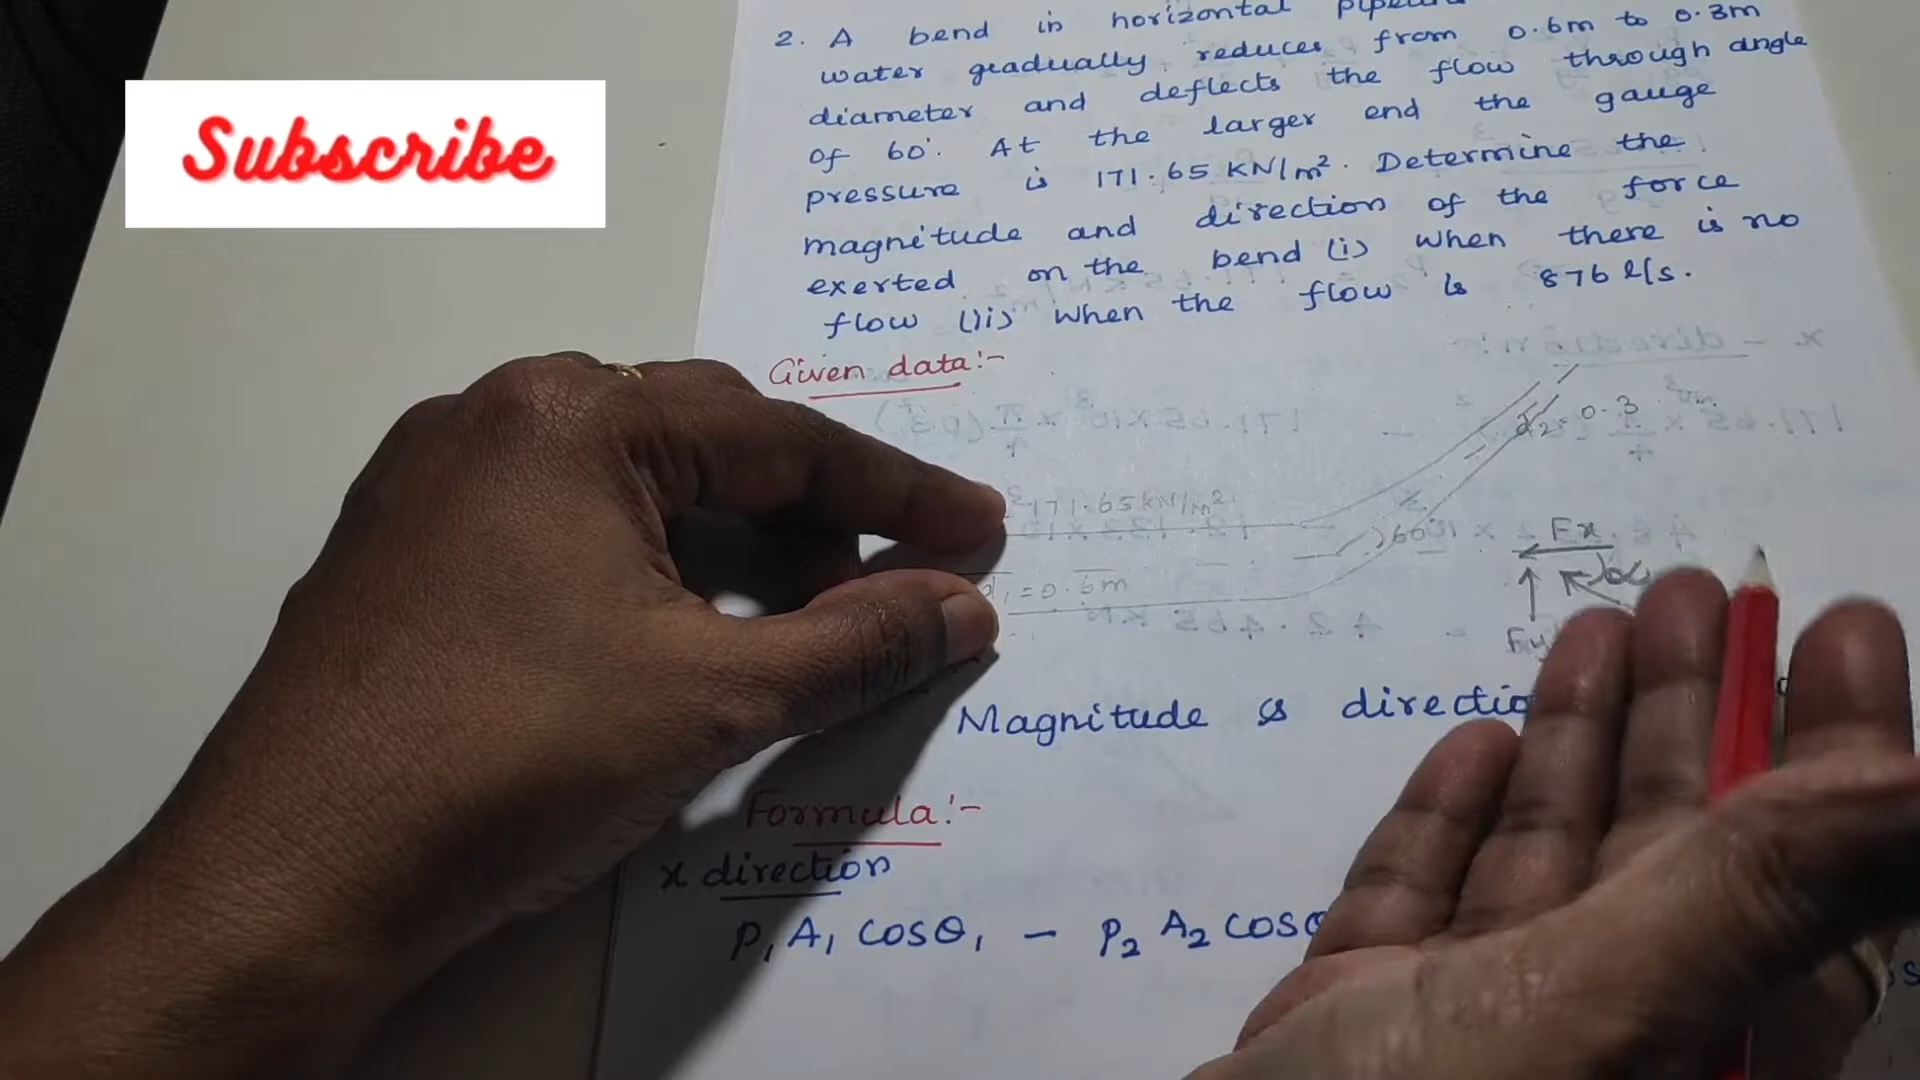 Subscribe
2. A bend in horizontal
water gradually reduces from 0.6m to 0.3m
diameter and deflects the flow through angle
of 60°. At the larger end the gauge
pressure is 171.65 KN/m². Determine the
magnitude and direction of the force
exerted on the bend (i) when there is no
flow (ii) when the flow is 876 l/s.
Given data:-
d₂ = 0.3
171.65 kN/m²
60°
Fx
d₁ = 0.6m
α
Fy
Magnitude &
Formula:-
x direction
P₁ A₁ cosθ₁ - P₂ A₂